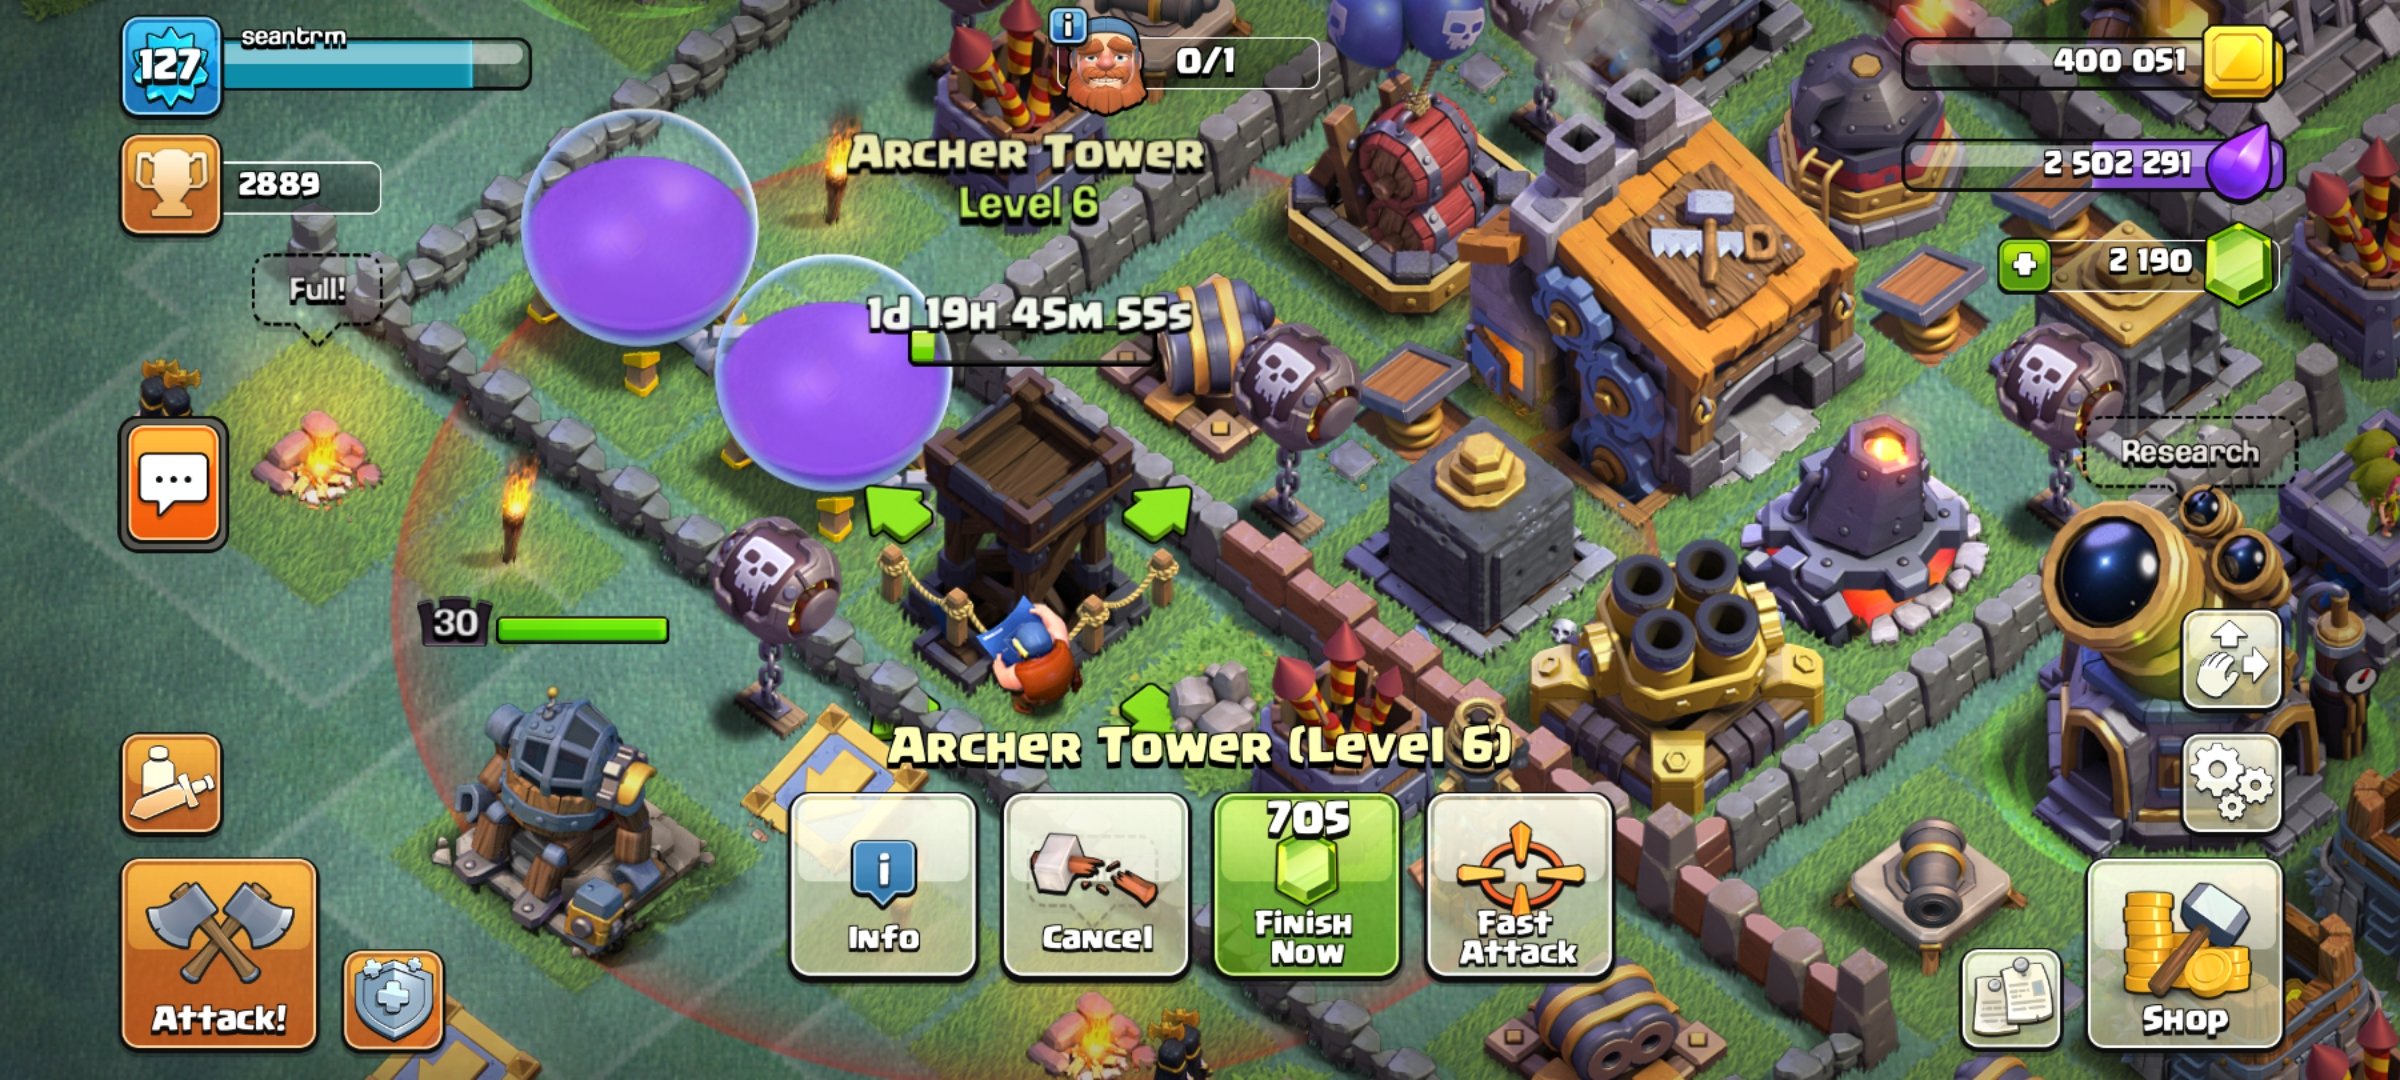 127
seantrm
0/1
400 051
2889
2 502 291
2 190
Archer Tower
Level 6
Full!
1d 19H 45M 55s
Research
30
Archer Tower (Level 6)
Info
Cancel
705
Finish
Now
Fast
Attack
Attack!
Shop